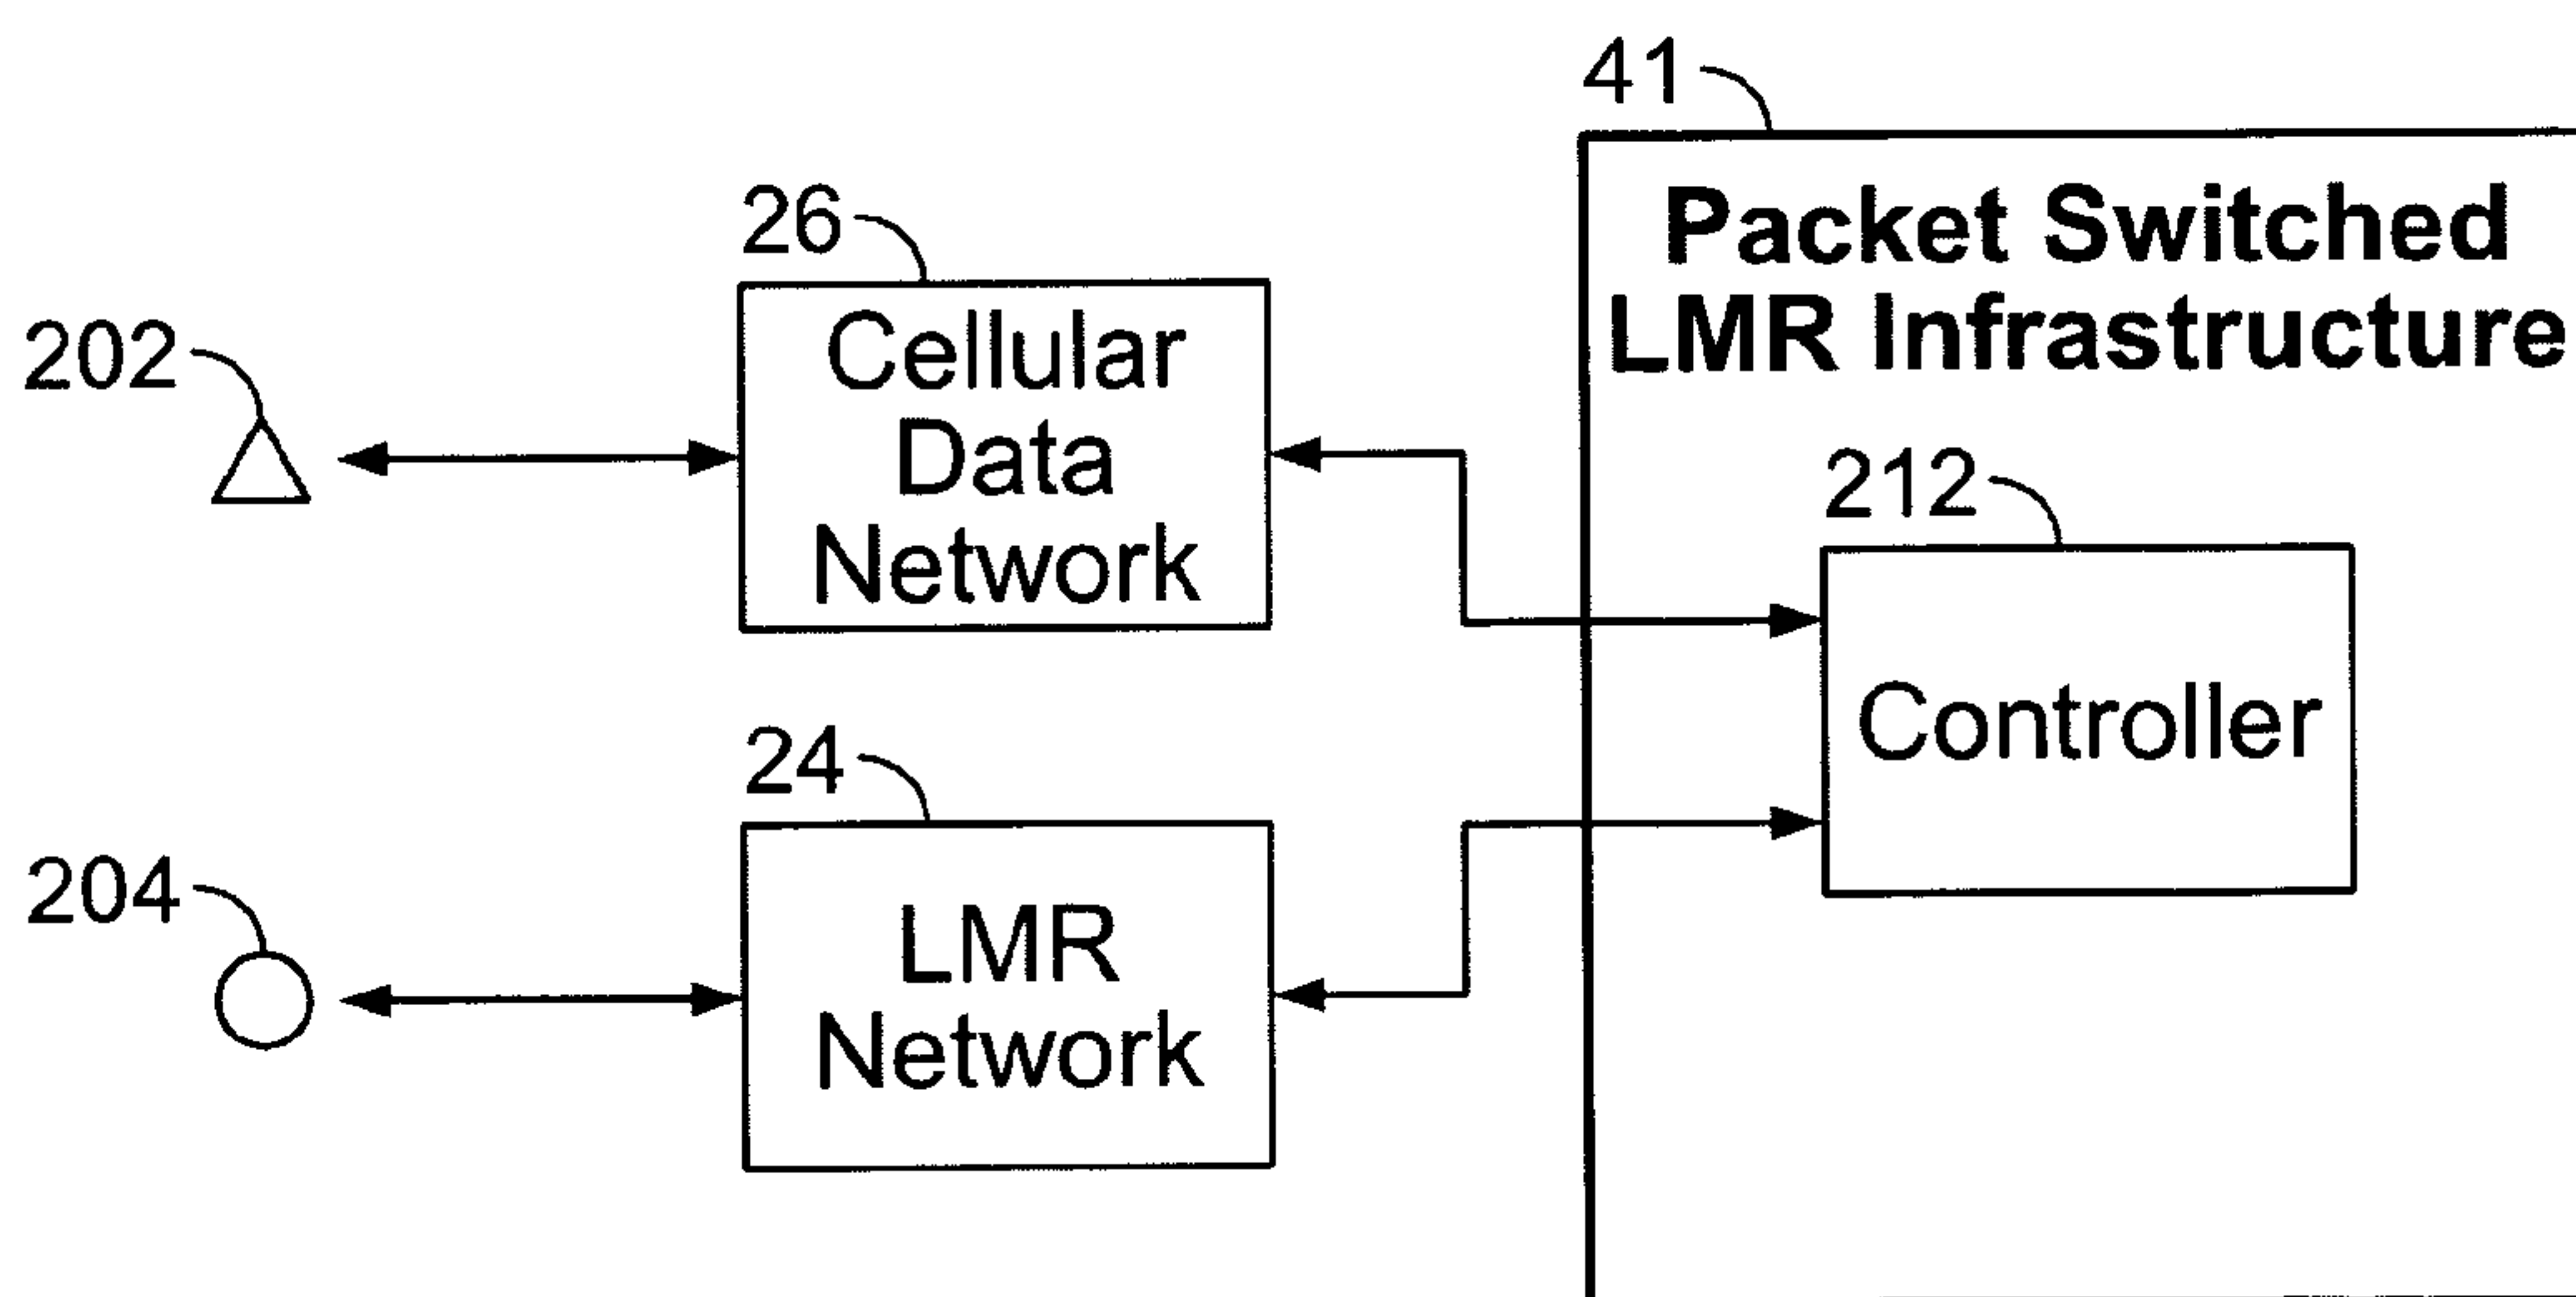 41
Packet Switched
LMR Infrastructure
26
Cellular
Data
Network
202
212
Controller
24
LMR
Network
204